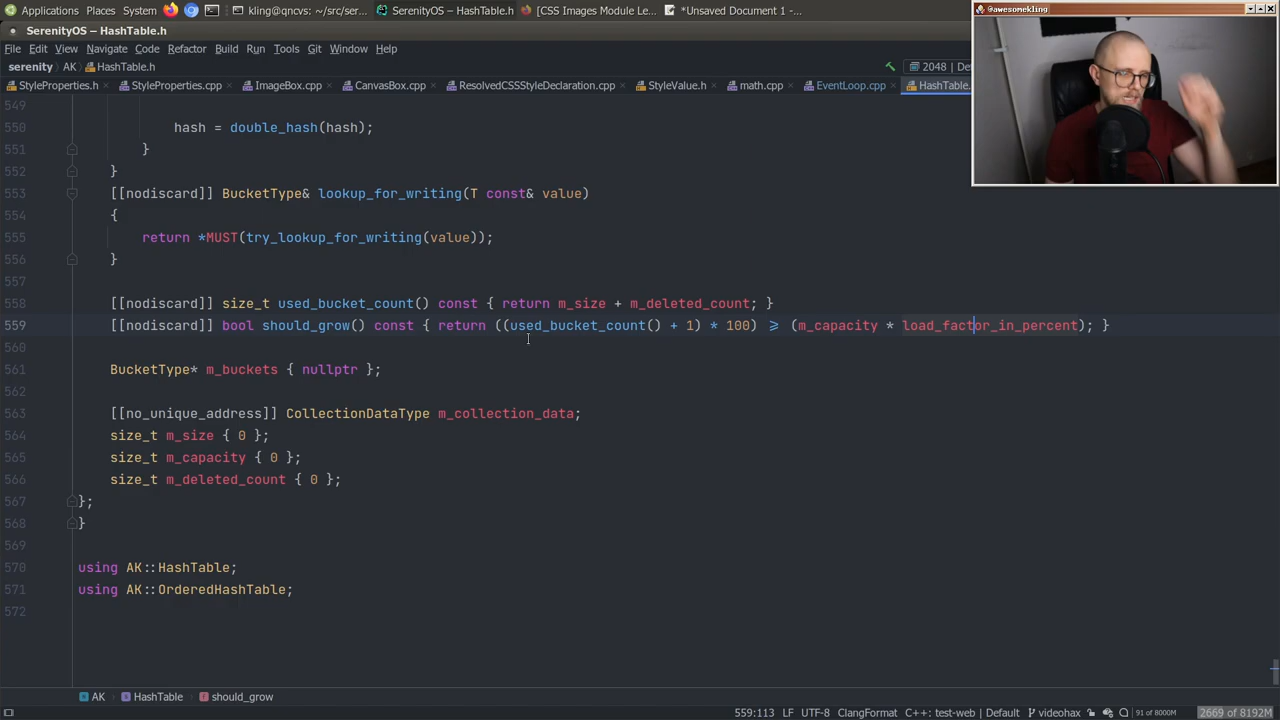 Applications Places System kling@qncvs: ~/src/ser... SerenityOS – HashTable.h [CSS Images Module Le... *Unsaved Document 1 - ...
@awesomekling
SerenityOS – HashTable.h
File Edit View Navigate Code Refactor Build Run Tools Git Window Help
serenity AK HashTable.h 2048 | De
StyleProperties.h StyleProperties.cpp ImageBox.cpp CanvasBox.cpp ResolvedCSSStyleDeclaration.cpp StyleValue.h math.cpp EventLoop.cpp HashTable.
549
550 hash = double_hash(hash);
551 }
552 }
553 [[nodiscard]] BucketType& lookup_for_writing(T const& value)
554 {
555 return *MUST(try_lookup_for_writing(value));
556 }
557
558 [[nodiscard]] size_t used_bucket_count() const { return m_size + m_deleted_count; }
559 [[nodiscard]] bool should_grow() const { return ((used_bucket_count() + 1) * 100) ⩾ (m_capacity * load_factor_in_percent); }
560
561 BucketType* m_buckets { nullptr };
562
563 [[no_unique_address]] CollectionDataType m_collection_data;
564 size_t m_size { 0 };
565 size_t m_capacity { 0 };
566 size_t m_deleted_count { 0 };
567 };
568 }
569
570 using AK::HashTable;
571 using AK::OrderedHashTable;
572
AK HashTable should_grow
559:113 LF UTF-8 ClangFormat C++: test-web | Default videohax 91 of 8000M 2669 of 8192M